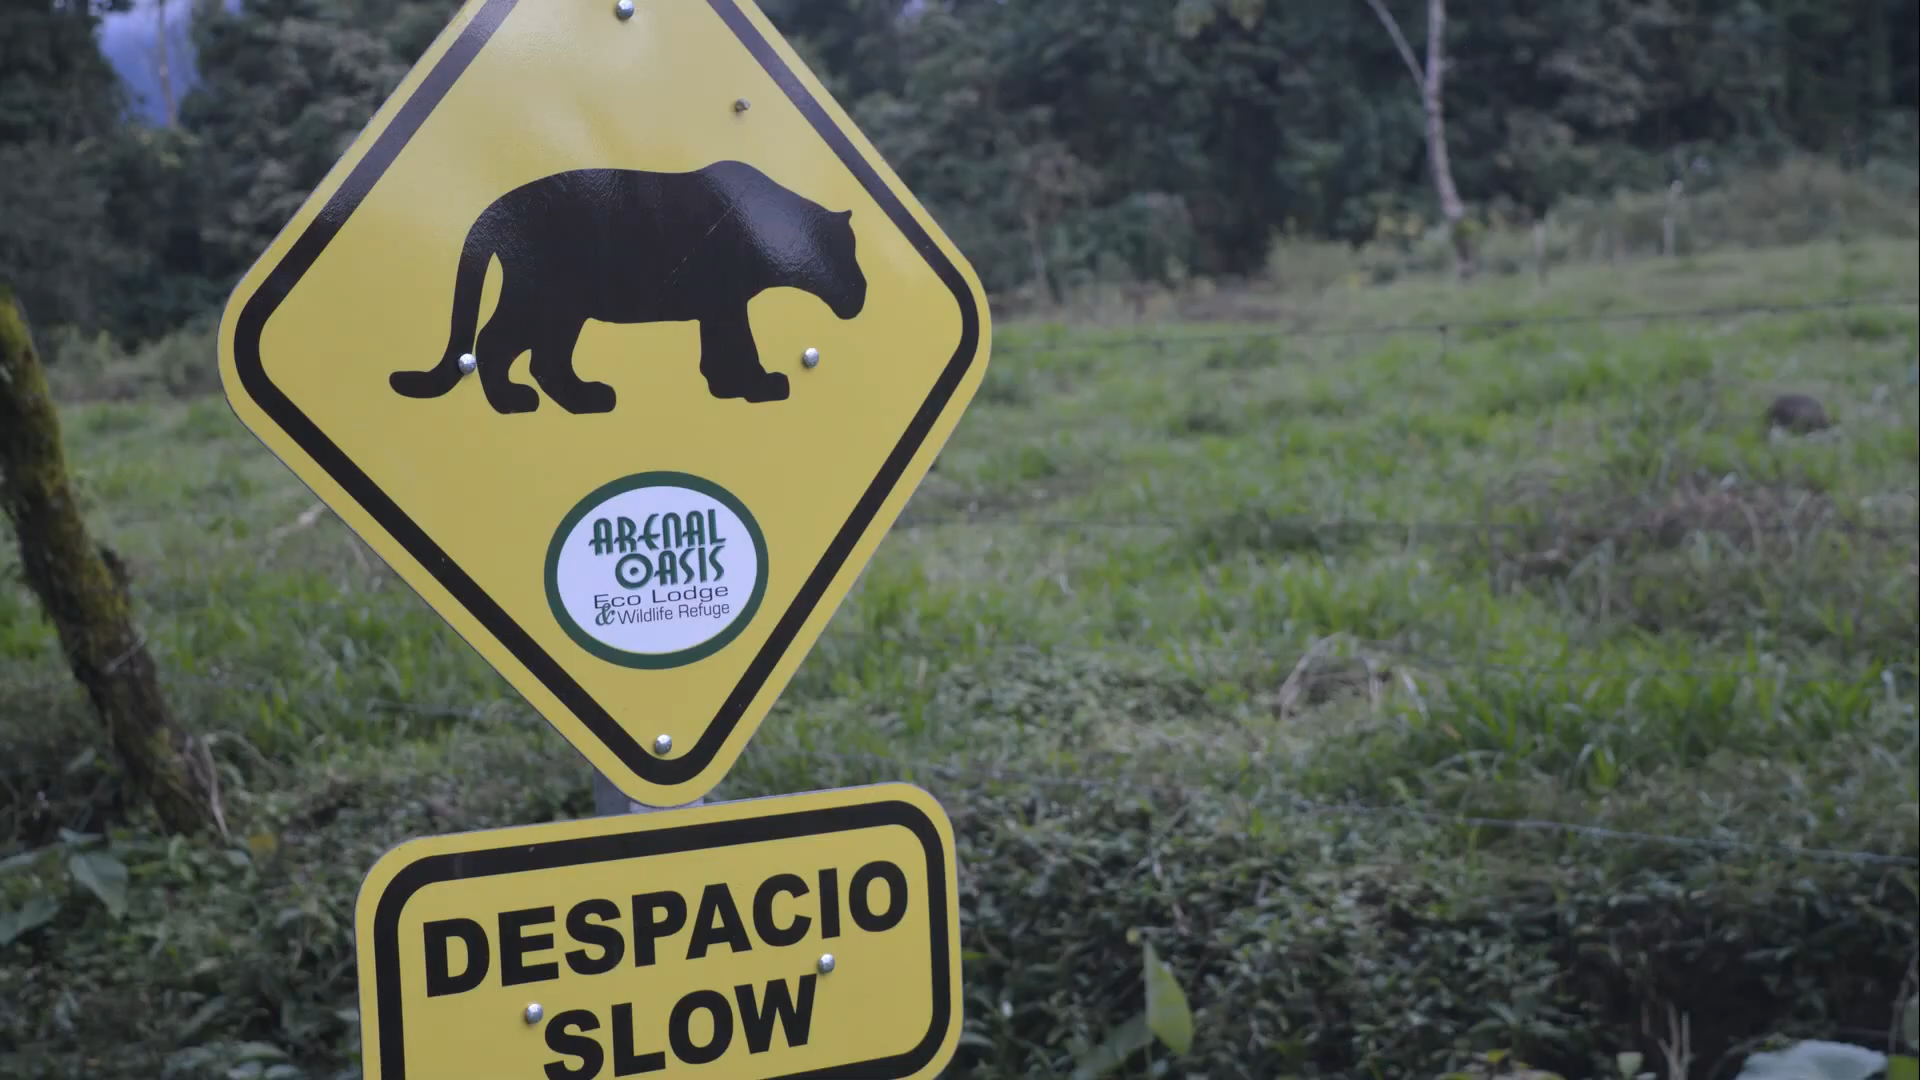 ARENAL
OASIS
Eco Lodge
& Wildlife Refuge
DESPACIO
SLOW